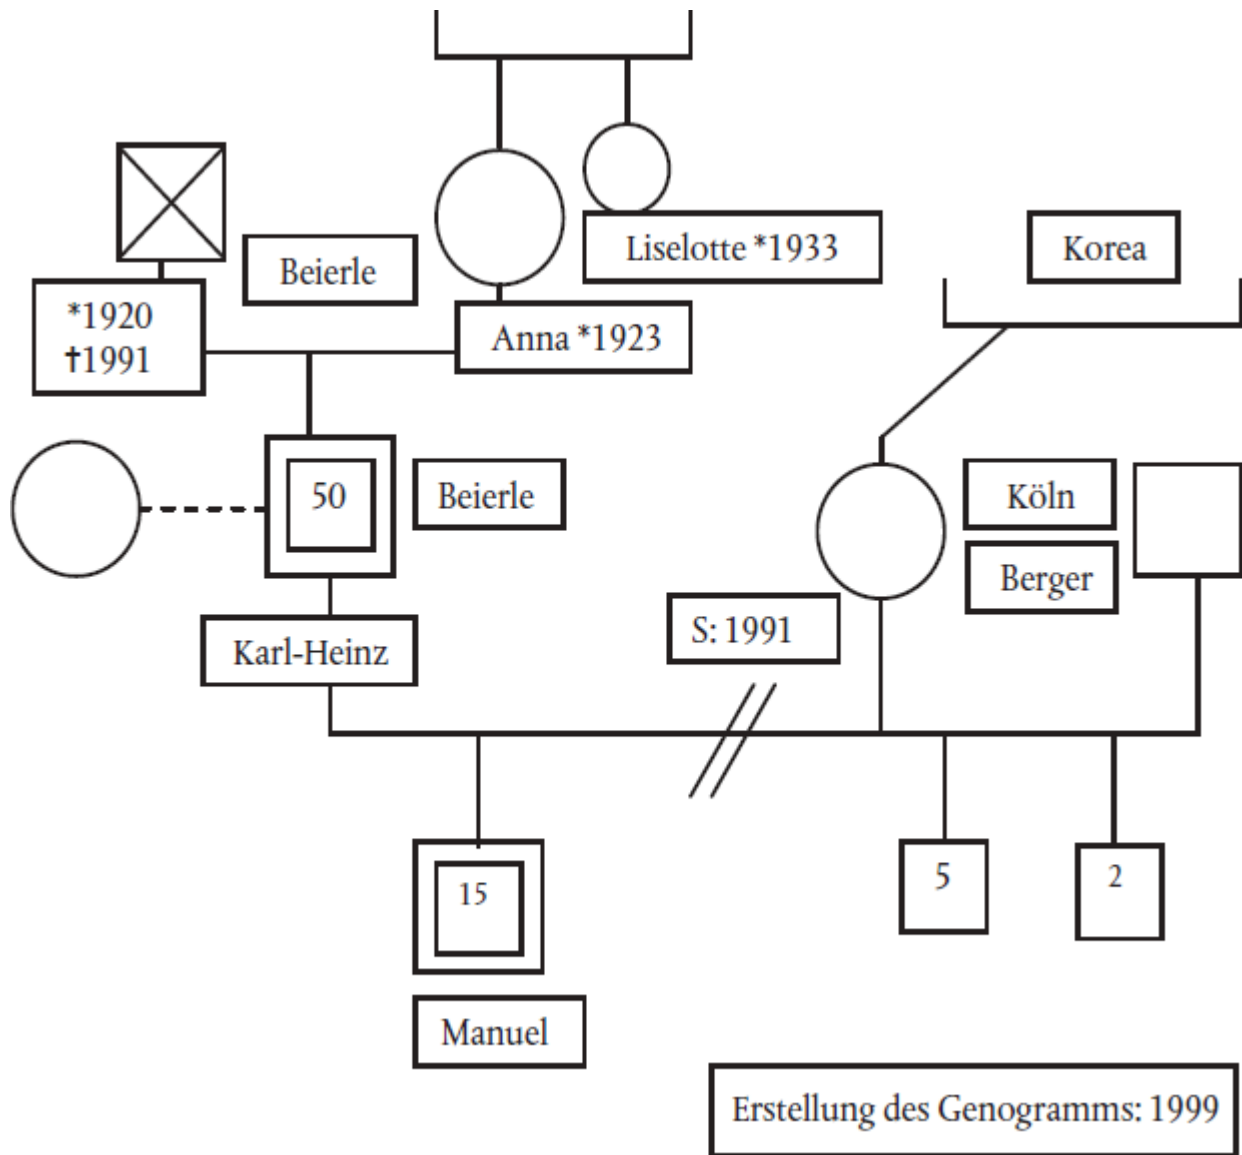 Liselotte *1933
Korea
Beierle
*1920
†1991
Anna *1923
50
Beierle
Köln
Berger
S: 1991
Karl-Heinz
15
5
2
Manuel
Erstellung des Genogramms: 1999